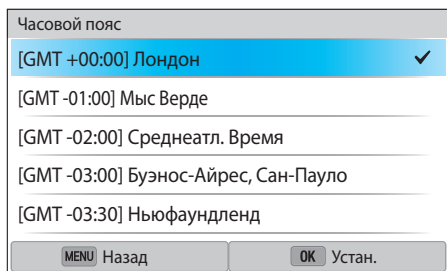 Часовой пояс
[GMT +00:00] Лондон
[GMT -01:00] Мыс Верде
[GMT -02:00] Среднеатл. Время
[GMT -03:00] Буэнос-Айрес, Сан-Пауло
[GMT -03:30] Ньюфаундленд
MENU Назад OK Устан.